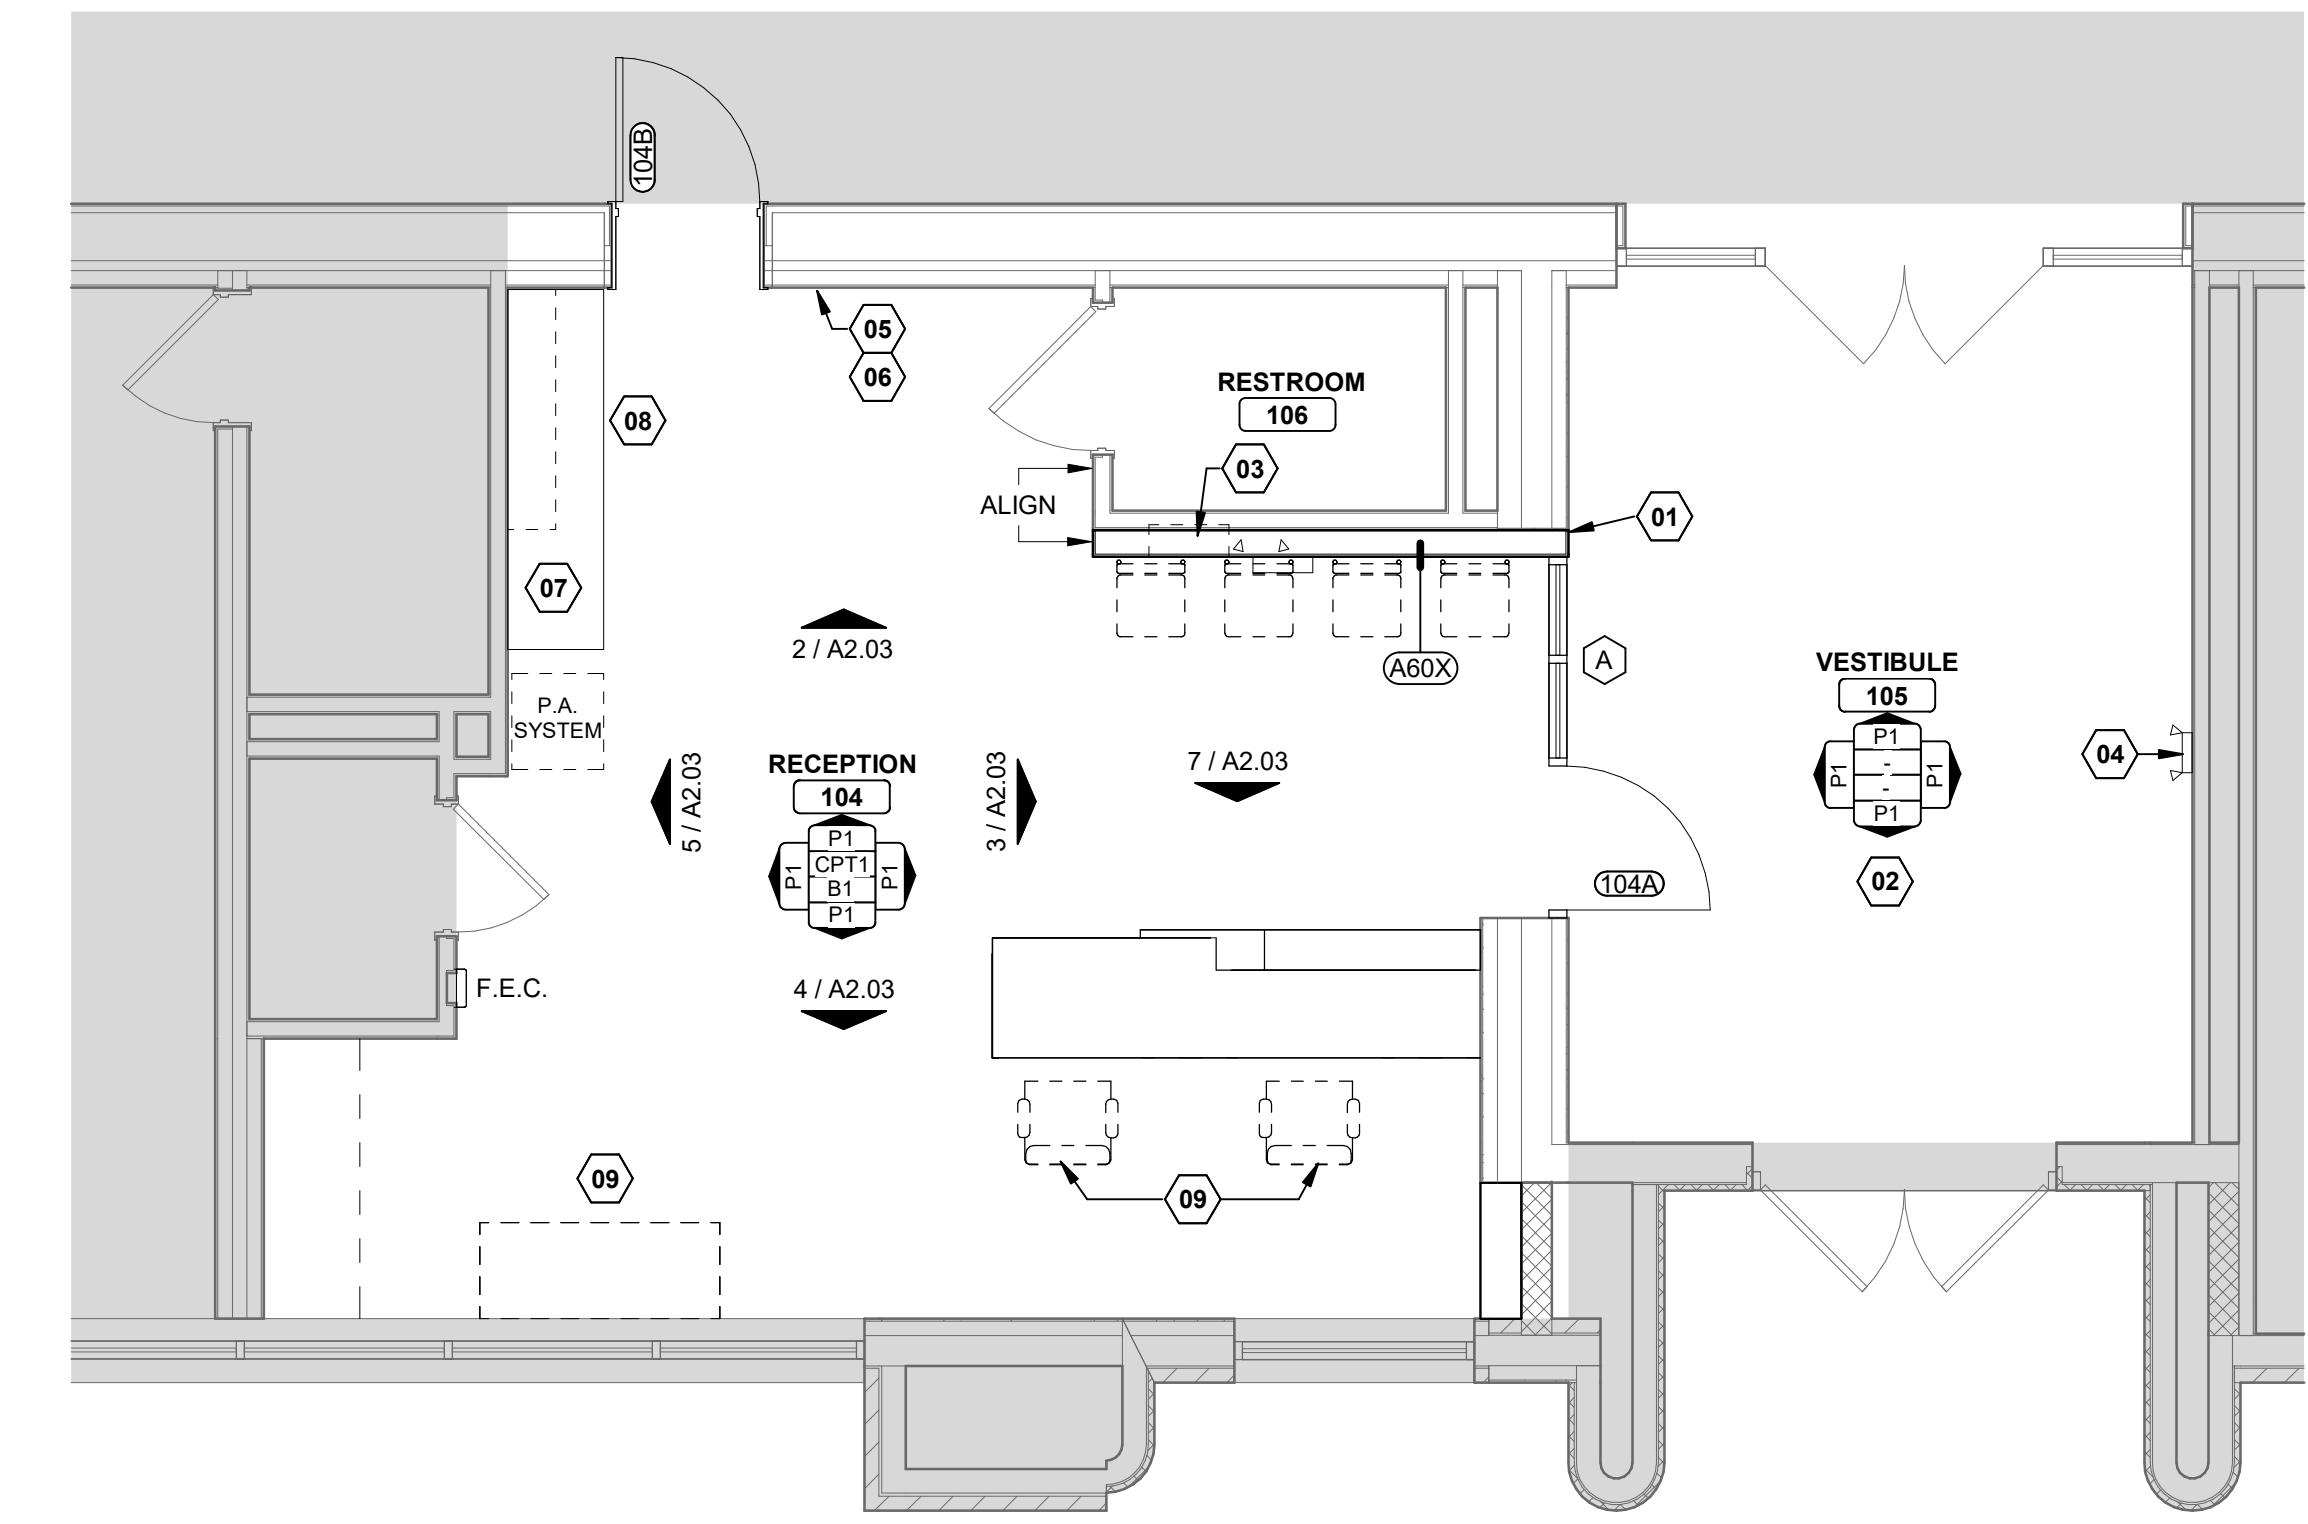 104B
05
06
RESTROOM
106
08
03
ALIGN
01
07
2 / A2.03
A60X
A
VESTIBULE
105
P1
P1
-
-
P1
P1
04
02
P.A.
SYSTEM
5 / A2.03
RECEPTION
104
P1
P1
CPT1
B1
P1
P1
3 / A2.03
7 / A2.03
104A
F.E.C.
4 / A2.03
09
09